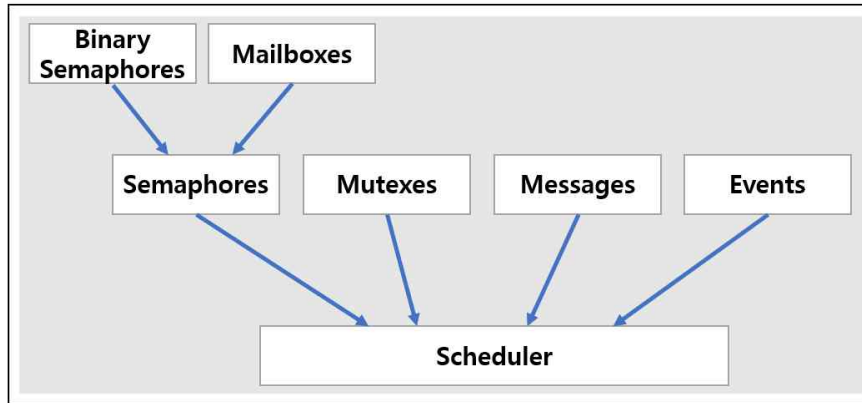 Binary
Semaphores
Mailboxes
Semaphores
Mutexes
Messages
Events
Scheduler